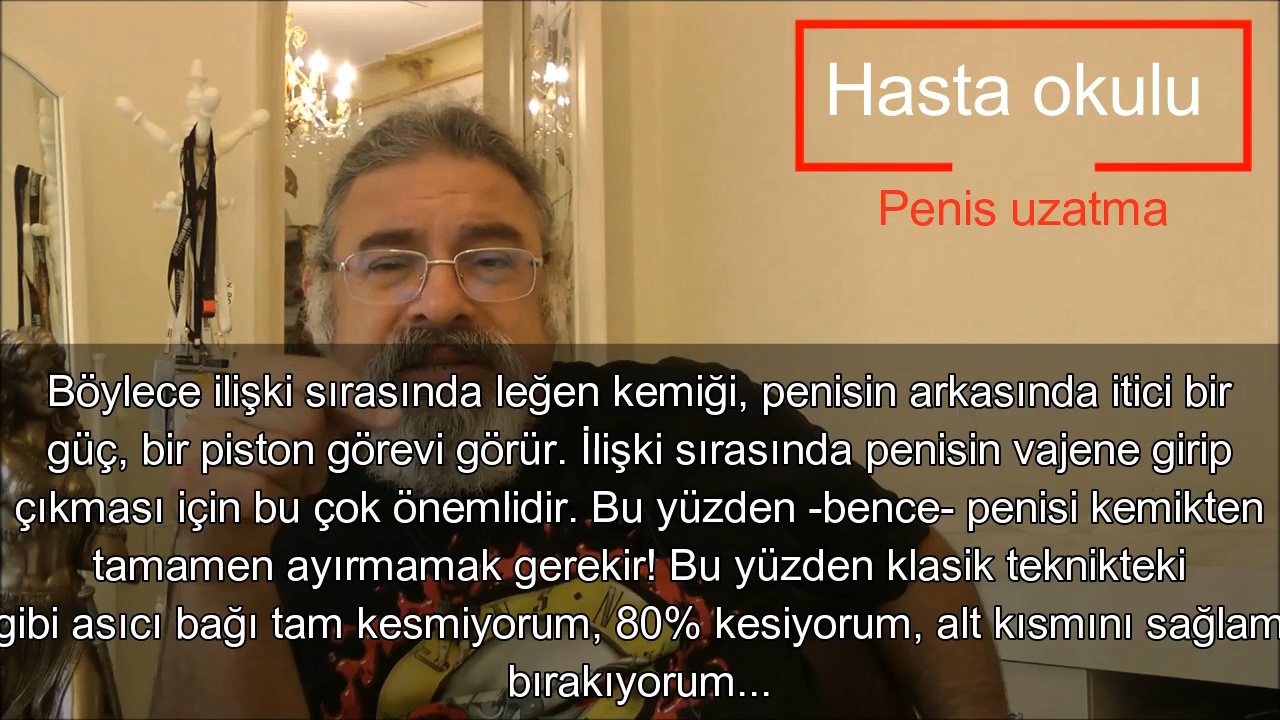 Hasta okulu
Penis uzatma
Böylece ilişki sırasında leğen kemiği, penisin arkasında itici bir
güç, bir piston görevi görür. İlişki sırasında penisin vajene girip
çıkması için bu çok önemlidir. Bu yüzden -bence- penisi kemikten
tamamen ayırmamak gerekir! Bu yüzden klasik teknikteki
gibi asıcı bağı tam kesmiyorum, 80% kesiyorum, alt kısmını sağlam
bırakıyorum...